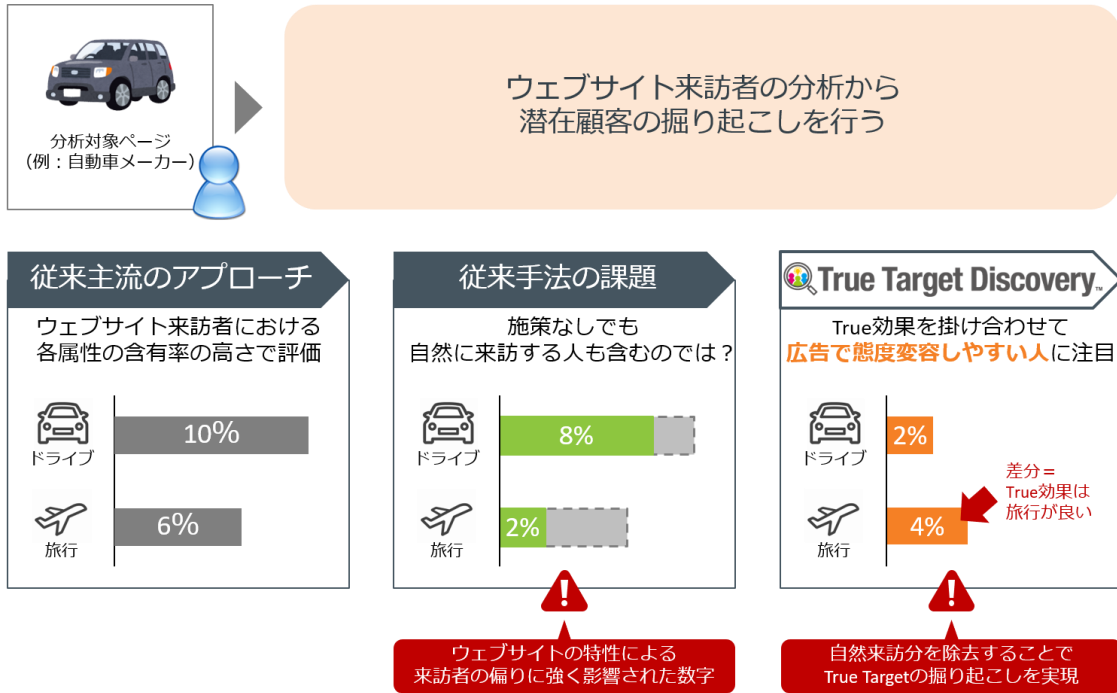 分析対象ページ
(例：自動車メーカー)
ウェブサイト来訪者の分析から
潜在顧客の掘り起こしを行う
従来主流のアプローチ
ウェブサイト来訪者における
各属性の含有率の高さで評価
10%
ドライブ
6%
旅行
従来手法の課題
施策なしでも
自然に来訪する人も含むのでは？
8%
ドライブ
2%
旅行
!
ウェブサイトの特性による
来訪者の偏りに強く影響された数字
True Target Discovery™
True効果を掛け合わせて
広告で態度変容しやすい人に注目
2%
ドライブ
差分＝
True効果は
旅行が良い
4%
旅行
!
自然来訪分を除去することで
True Targetの掘り起こしを実現